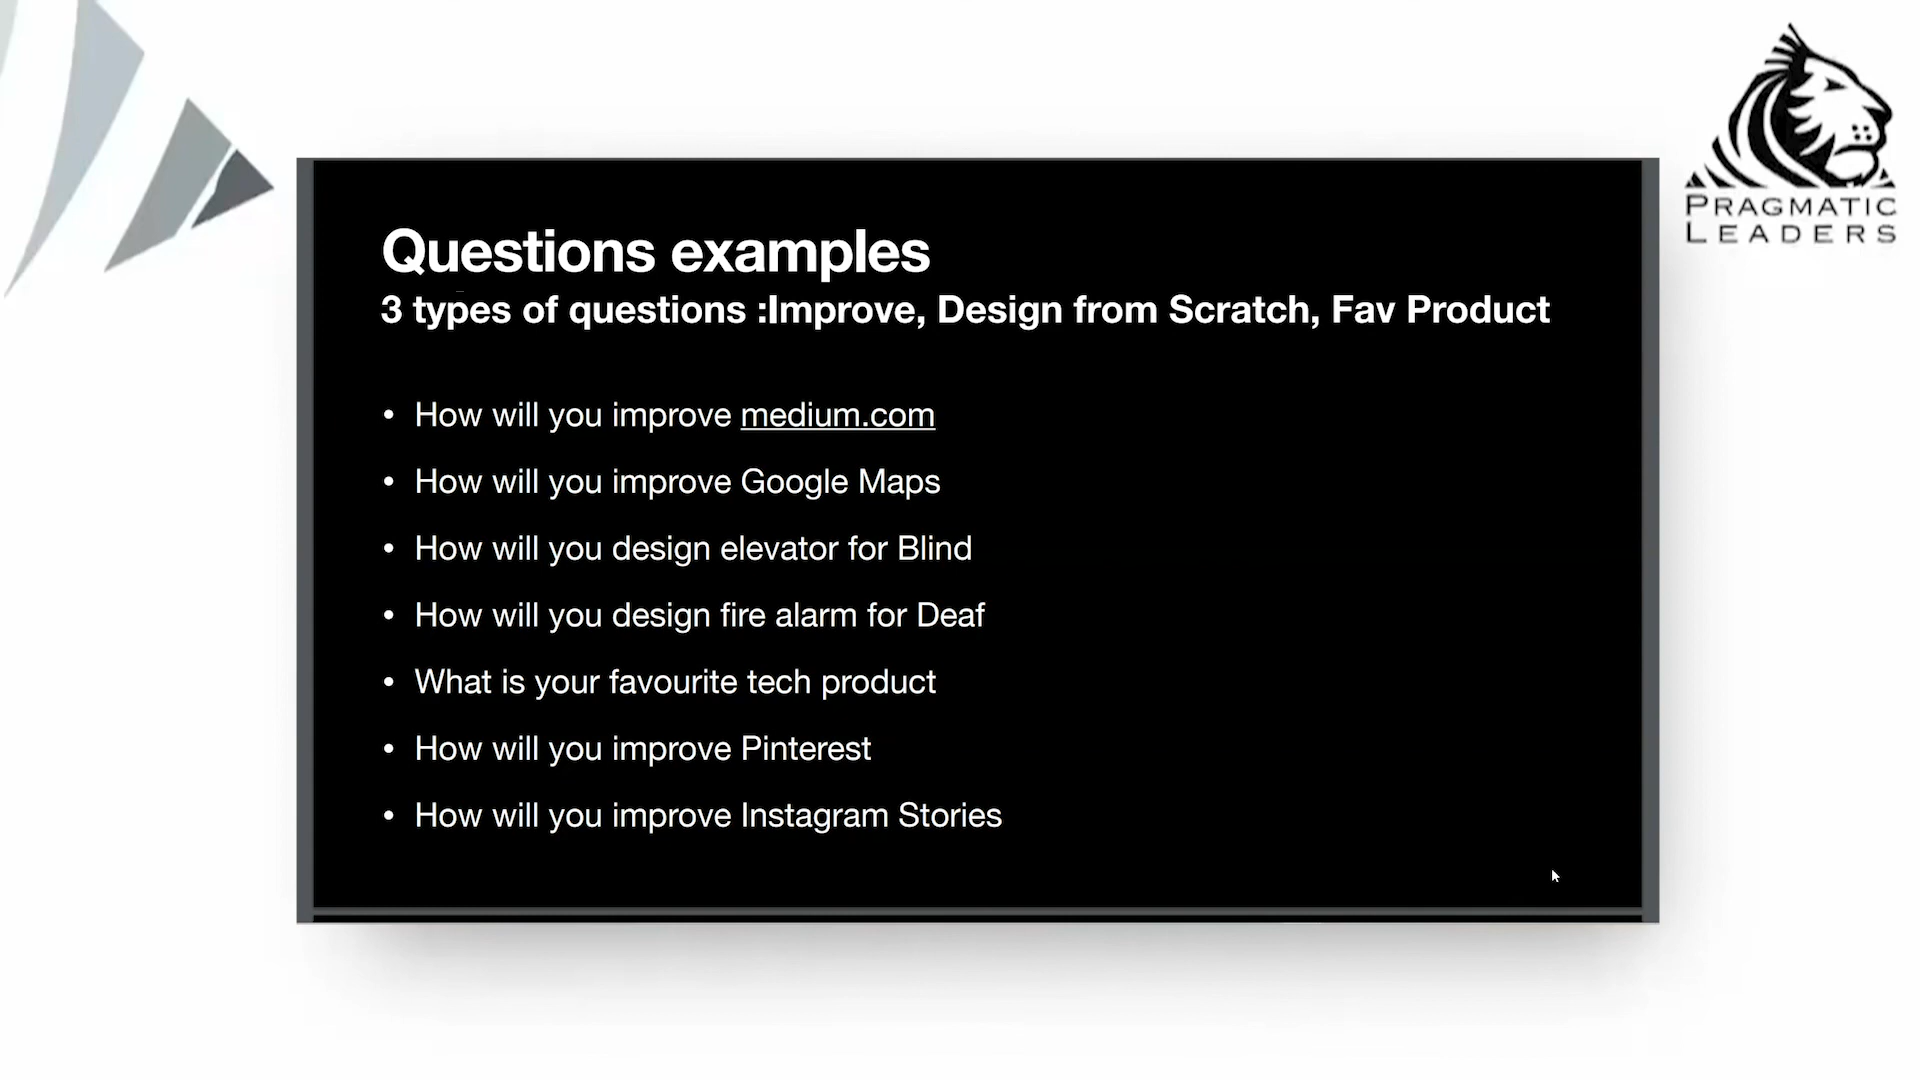 PRAGMATIC
LEADERS
Questions examples
3 types of questions :Improve, Design from Scratch, Fav Product
• How will you improve medium.com
• How will you improve Google Maps
• How will you design elevator for Blind
• How will you design fire alarm for Deaf
• What is your favourite tech product
• How will you improve Pinterest
• How will you improve Instagram Stories